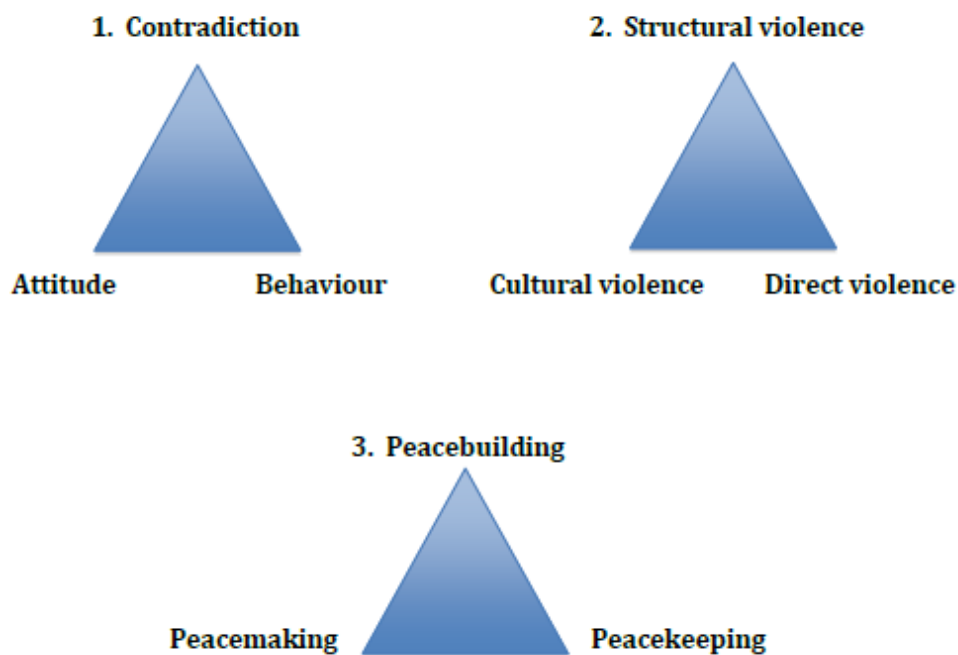 1. Contradiction
2. Structural violence
Attitude
Behaviour
Cultural violence
Direct violence
3. Peacebuilding
Peacemaking
Peacekeeping